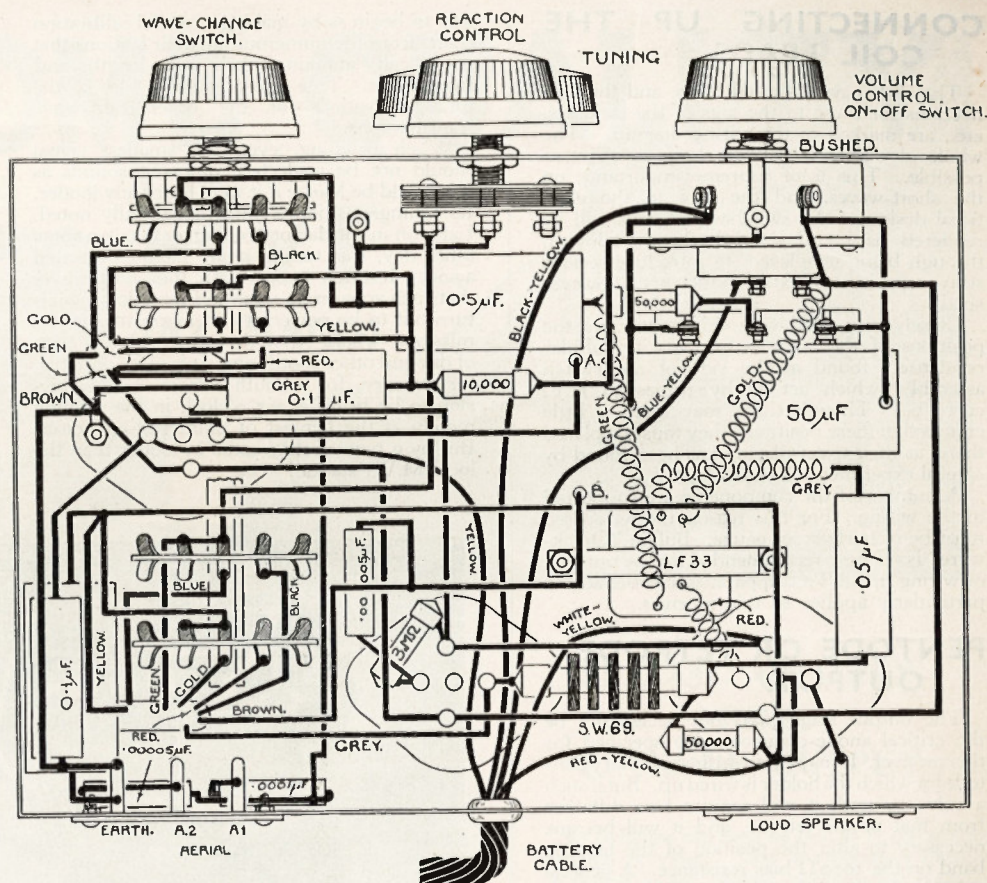 WAVE-CHANGE
SWITCH.
REACTION
CONTROL
TUNING
VOLUME
CONTROL.
ON-OFF SWITCH.
BUSHED.
BLUE.
BLACK.
GOLD.
YELLOW.
GREEN
RED.
BROWN.
GREY
0.1 µF.
0.5µF.
10,000
BLACK-YELLOW.
A.
50,000
GREEN.
BLUE-YELLOW.
GOLD.
50µF
GREY.
B.
YELLOW.
.005µF.
LF33
.05µF
BLUE
BLACK
0.1µF.
YELLOW.
GREEN
GOLD
BROWN.
RED.
.00005µF.
GREY.
3MΩ
WHITE-
YELLOW.
RED.
S.W.69.
50,000.
RED-YELLOW.
.0001µF
EARTH. A.2 A1
AERIAL
BATTERY
CABLE.
LOUD SPEAKER.